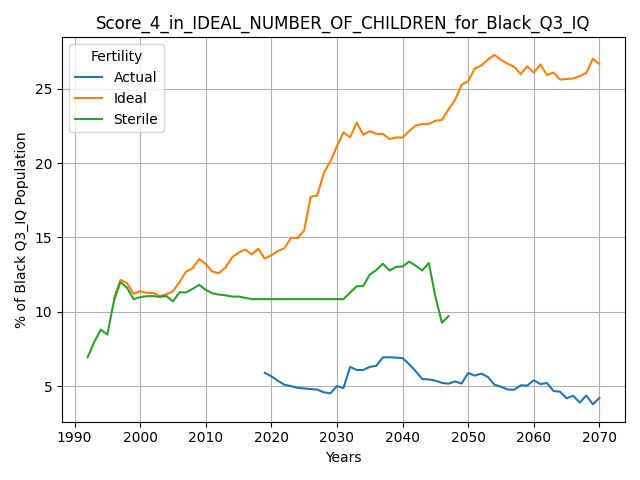 Score_4_in_IDEAL_NUMBER_OF_CHILDREN_for_Black_Q3_IQ
Fertility
Actual
Ideal
Sterile
% of Black Q3_IQ Population
25
20
15
10
5
1990 2000 2010 2020 2030 2040 2050 2060 2070
Years